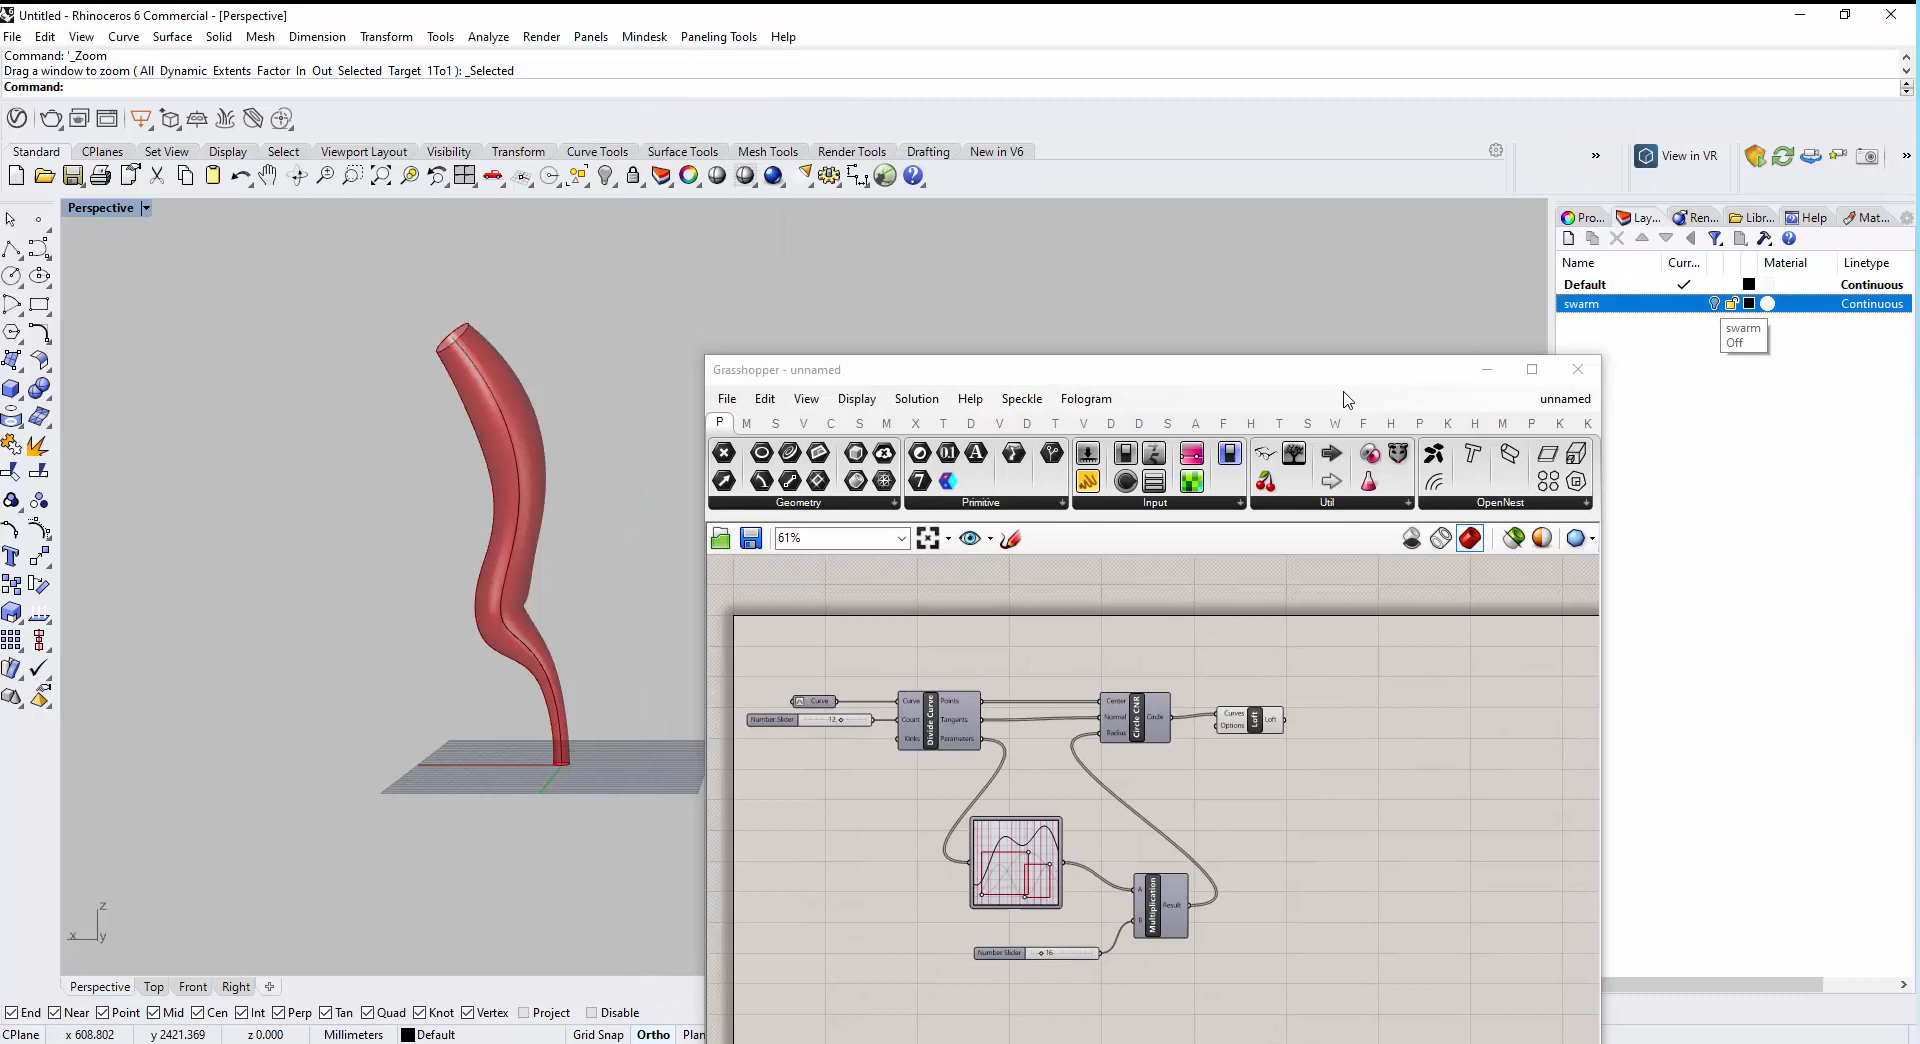 Untitled - Rhinoceros 6 Commercial - [Perspective]
File Edit View Curve Surface Solid Mesh Dimension Transform Tools Analyze Render Panels Mindesk Paneling Tools Help
Command: '_Zoom
Drag a window to zoom ( All Dynamic Extents Factor In Out Selected Target 1To1 ): _Selected
Command:
Standard CPlanes Set View Display Select Viewport Layout Visibility Transform Curve Tools Surface Tools Mesh Tools Render Tools Drafting New in V6
» View in VR »
Perspective
Pro... Lay... Ren... Libr... Help Mat...
Name Curr... Material Linetype
Default Continuous
swarm Continuous
swarm
Off
Grasshopper - unnamed
File Edit View Display Solution Help Speckle Fologram unnamed
P M S V C S M X T D V D T V D D S A F H T S W F H P K H M P K K
Geometry Primitive Input Util OpenNest
61%
Curve
Number Slider 12
Curve Count Kinks Divide Curve Points Tangents Parameters
Center Normal Radius Circle CNR Circle
Curves Options Loft Loft
A B Multiplication Result
Number Slider 16
z
x y
Perspective Top Front Right
End Near Point Mid Cen Int Perp Tan Quad Knot Vertex Project Disable
CPlane x 608.802 y 2421.369 z 0.000 Millimeters Default Grid Snap Ortho Plan